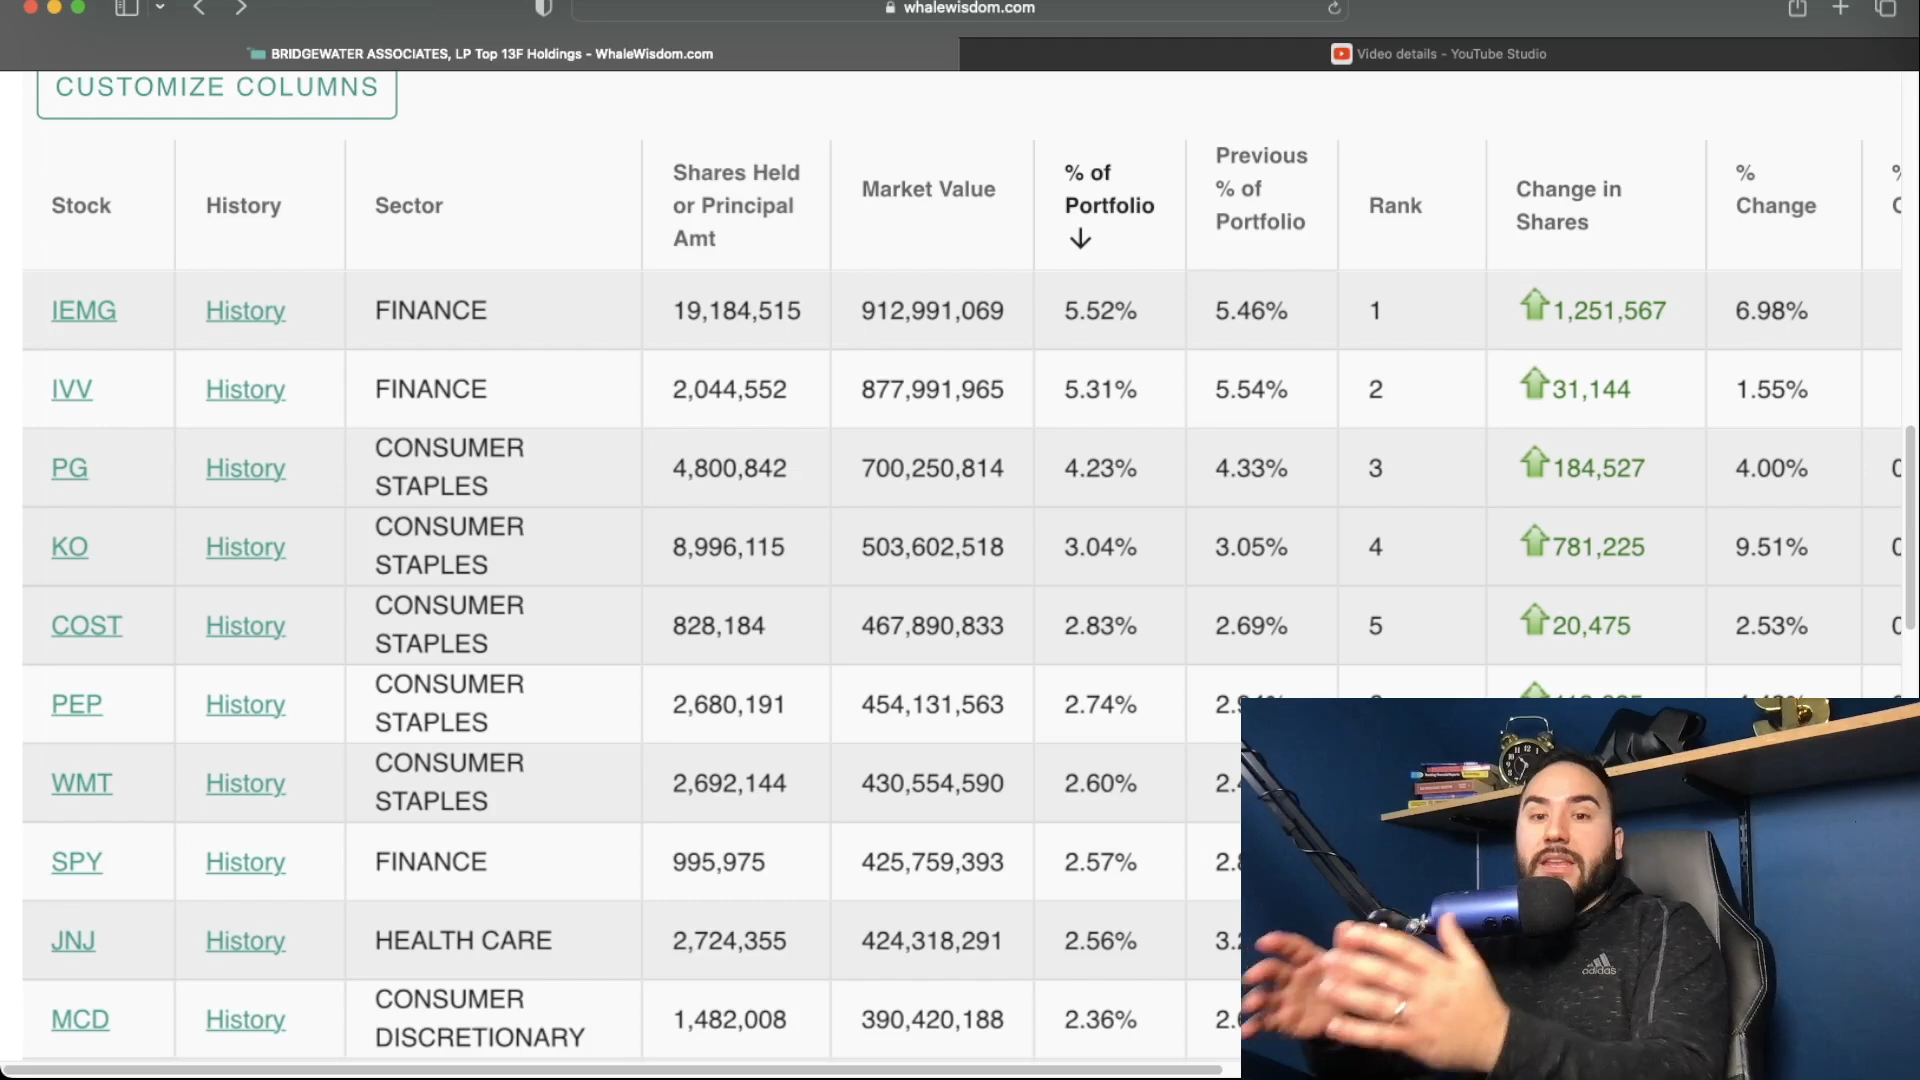 whalewisdom.com
BRIDGEWATER ASSOCIATES, LP Top 13F Holdings - WhaleWisdom.com
Video details - YouTube Studio
CUSTOMIZE COLUMNS
Stock History Sector Shares Held or Principal Amt Market Value % of Portfolio ↓ Previous % of Portfolio Rank Change in Shares % Change
IEMG History FINANCE 19,184,515 912,991,069 5.52% 5.46% 1 1,251,567 6.98%
IVV History FINANCE 2,044,552 877,991,965 5.31% 5.54% 2 31,144 1.55%
PG History CONSUMER STAPLES 4,800,842 700,250,814 4.23% 4.33% 3 184,527 4.00%
KO History CONSUMER STAPLES 8,996,115 503,602,518 3.04% 3.05% 4 781,225 9.51%
COST History CONSUMER STAPLES 828,184 467,890,833 2.83% 2.69% 5 20,475 2.53%
PEP History CONSUMER STAPLES 2,680,191 454,131,563 2.74%
WMT History CONSUMER STAPLES 2,692,144 430,554,590 2.60%
SPY History FINANCE 995,975 425,759,393 2.57%
JNJ History HEALTH CARE 2,724,355 424,318,291 2.56%
MCD History CONSUMER DISCRETIONARY 1,482,008 390,420,188 2.36%
adidas